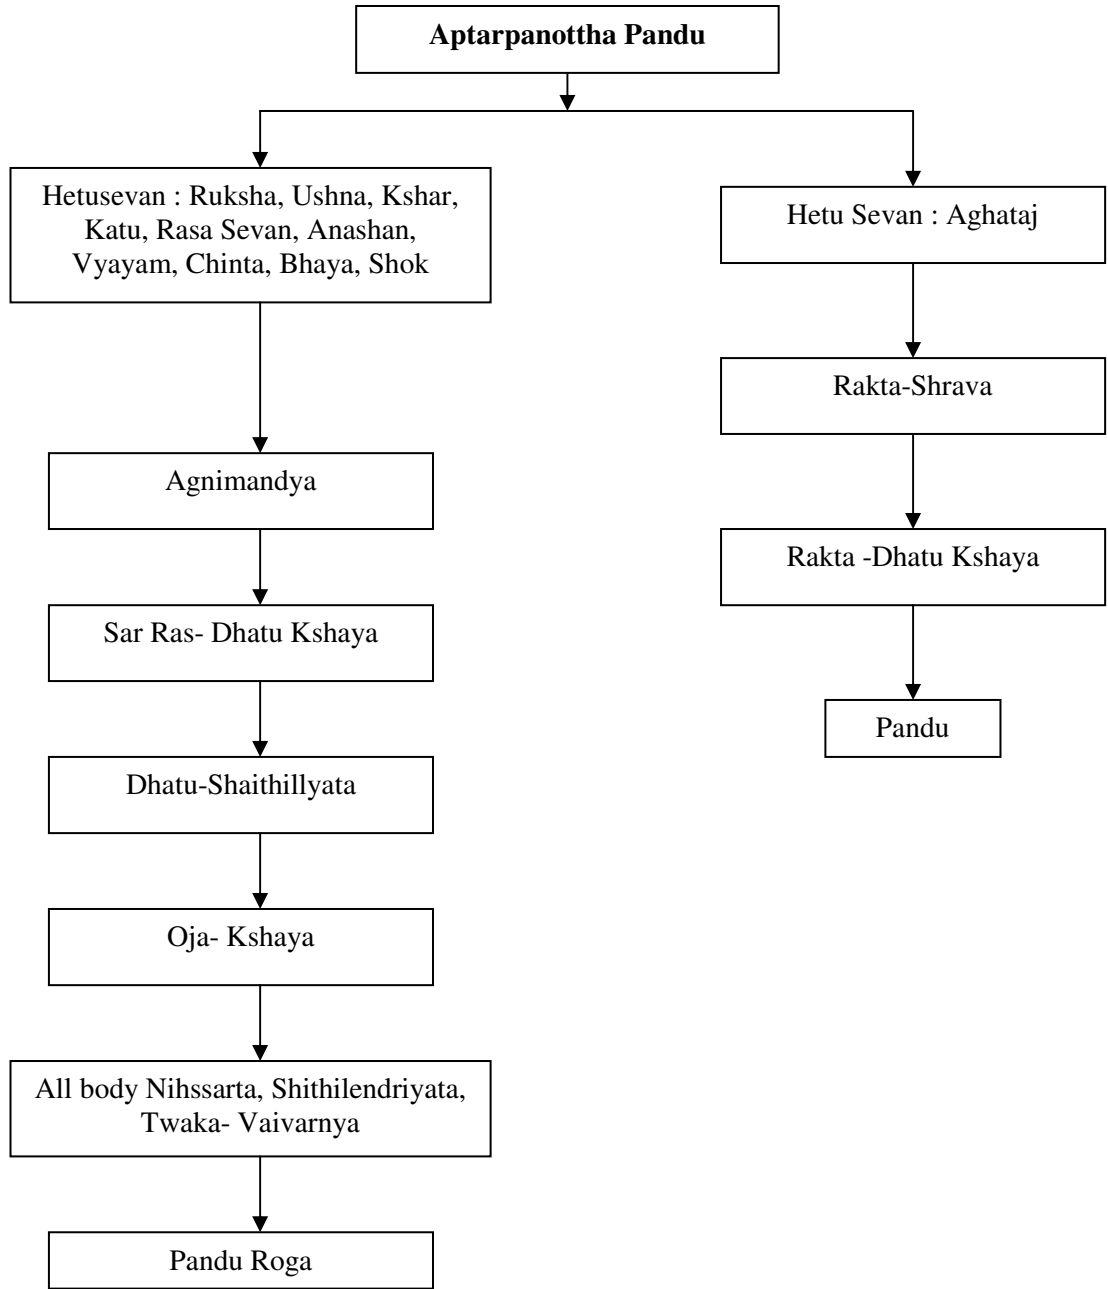 Aptarpanottha Pandu
Hetusevan : Ruksha, Ushna, Kshar,
Katu, Rasa Sevan, Anashan,
Vyayam, Chinta, Bhaya, Shok
Agnimandya
Sar Ras- Dhatu Kshaya
Dhatu-Shaithillyata
Oja- Kshaya
All body Nihssarta, Shithilendriyata,
Twaka- Vaivarnya
Pandu Roga
Hetu Sevan : Aghataj
Rakta-Shrava
Rakta -Dhatu Kshaya
Pandu